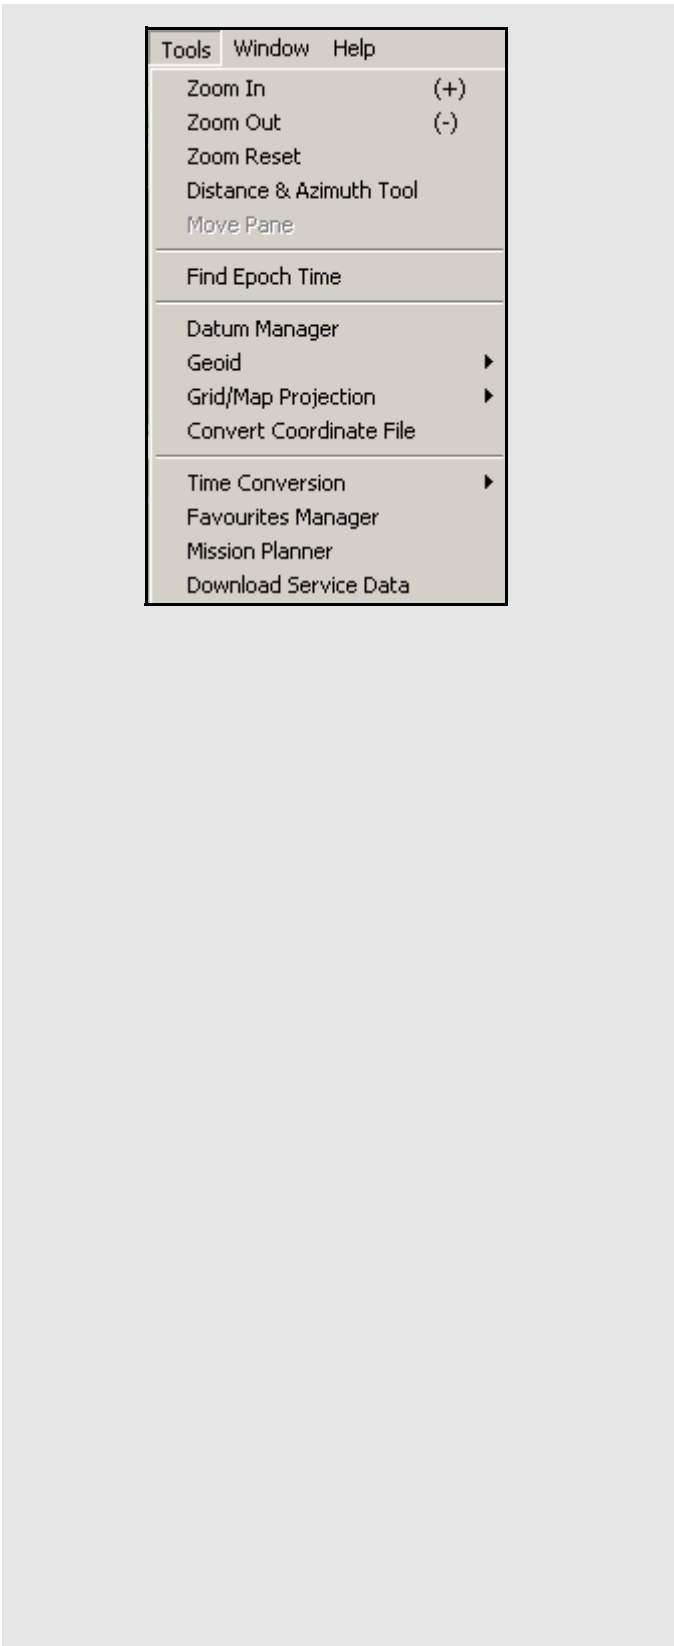 Tools Window Help
Zoom In (+)
Zoom Out (-)
Zoom Reset
Distance & Azimuth Tool
Move Pane
Find Epoch Time
Datum Manager
Geoid
Grid/Map Projection
Convert Coordinate File
Time Conversion
Favourites Manager
Mission Planner
Download Service Data